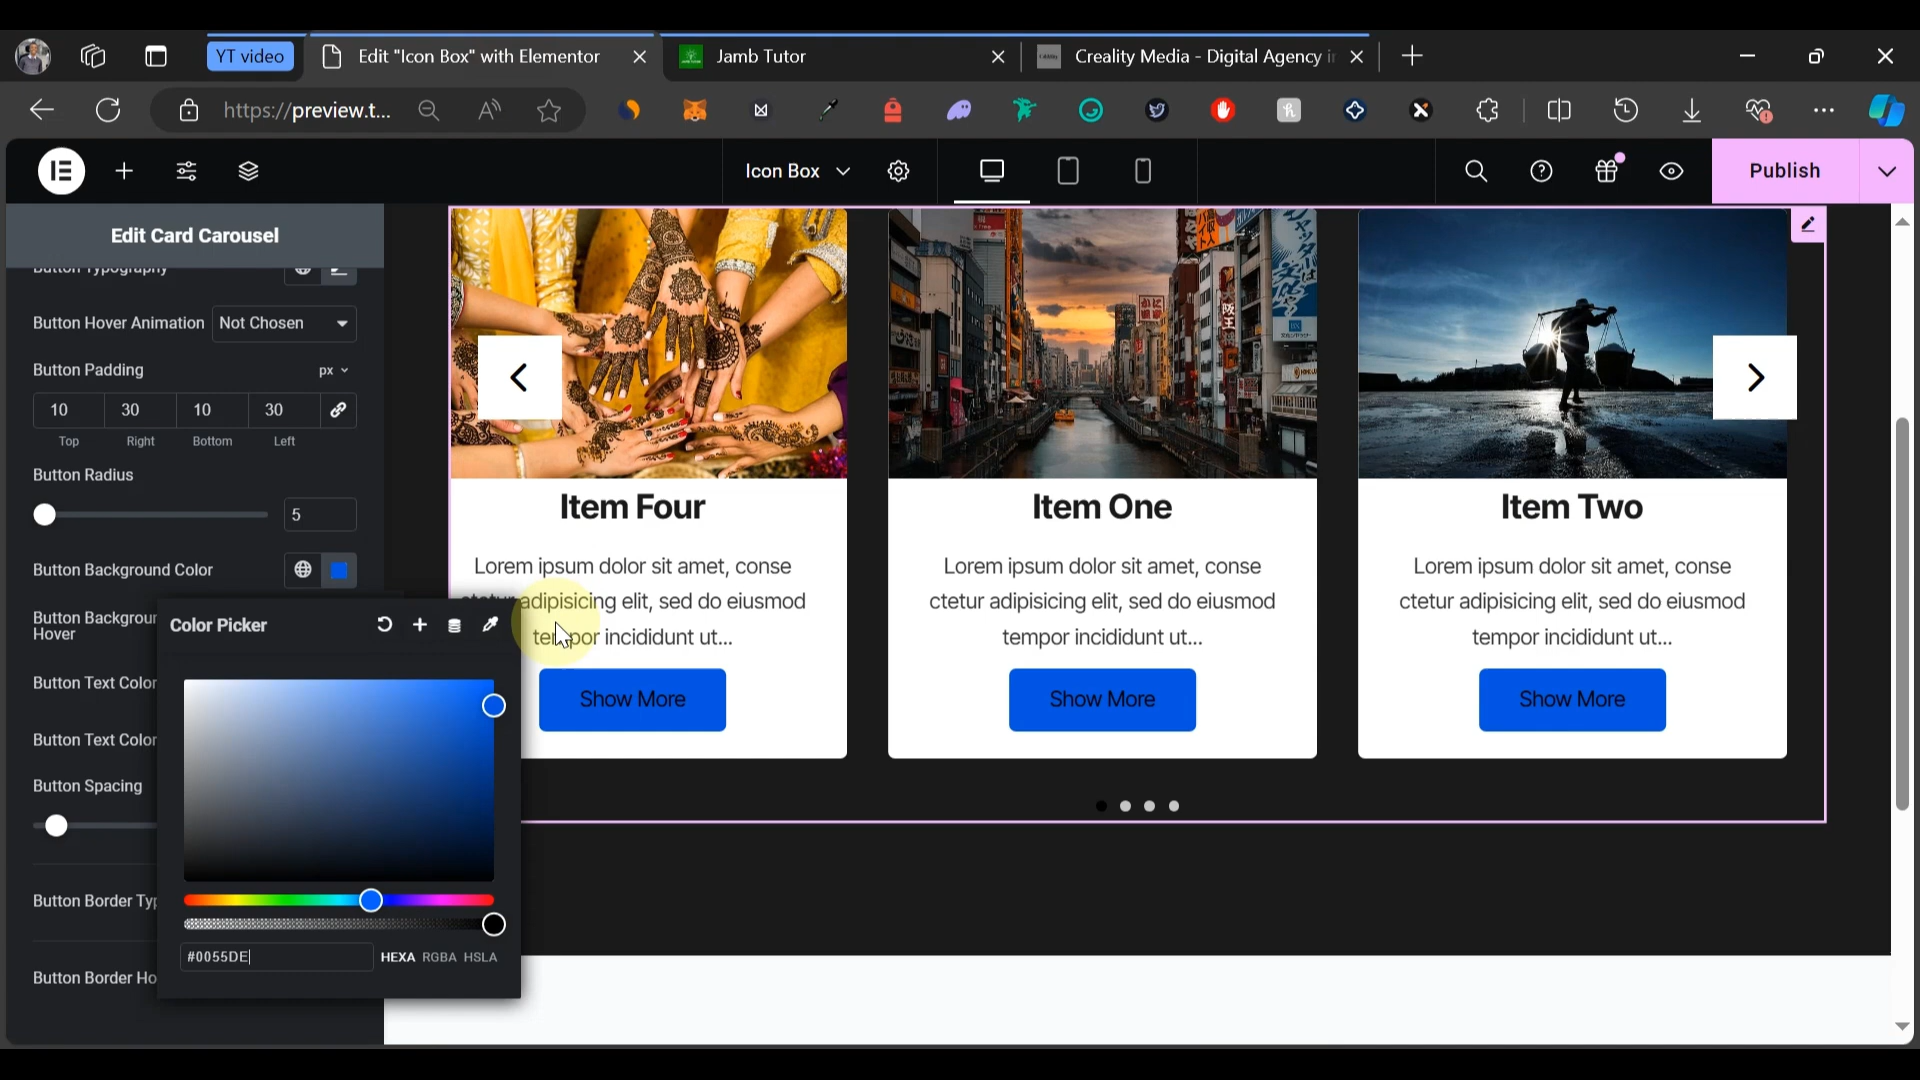 YT video
Edit "Icon Box" with Elementor
Jamb Tutor
Creality Media - Digital Agency i
https://preview.t...
Icon Box
Publish
Edit Card Carousel
Button Typography
Button Hover Animation
Not Chosen
Button Padding
px
10
30
10
30
Top
Right
Bottom
Left
Button Radius
5
Button Background Color
Button Backgroun
Hover
Color Picker
Button Text Color
Button Text Color
Button Spacing
Button Border Typ
Button Border Ho
#0055DE
HEXA RGBA HSLA
Item Four
Lorem ipsum dolor sit amet, conse
ctetur adipisicing elit, sed do eiusmod
tempor incididunt ut...
Show More
Item One
Lorem ipsum dolor sit amet, conse
ctetur adipisicing elit, sed do eiusmod
tempor incididunt ut...
Show More
Item Two
Lorem ipsum dolor sit amet, conse
ctetur adipisicing elit, sed do eiusmod
tempor incididunt ut...
Show More